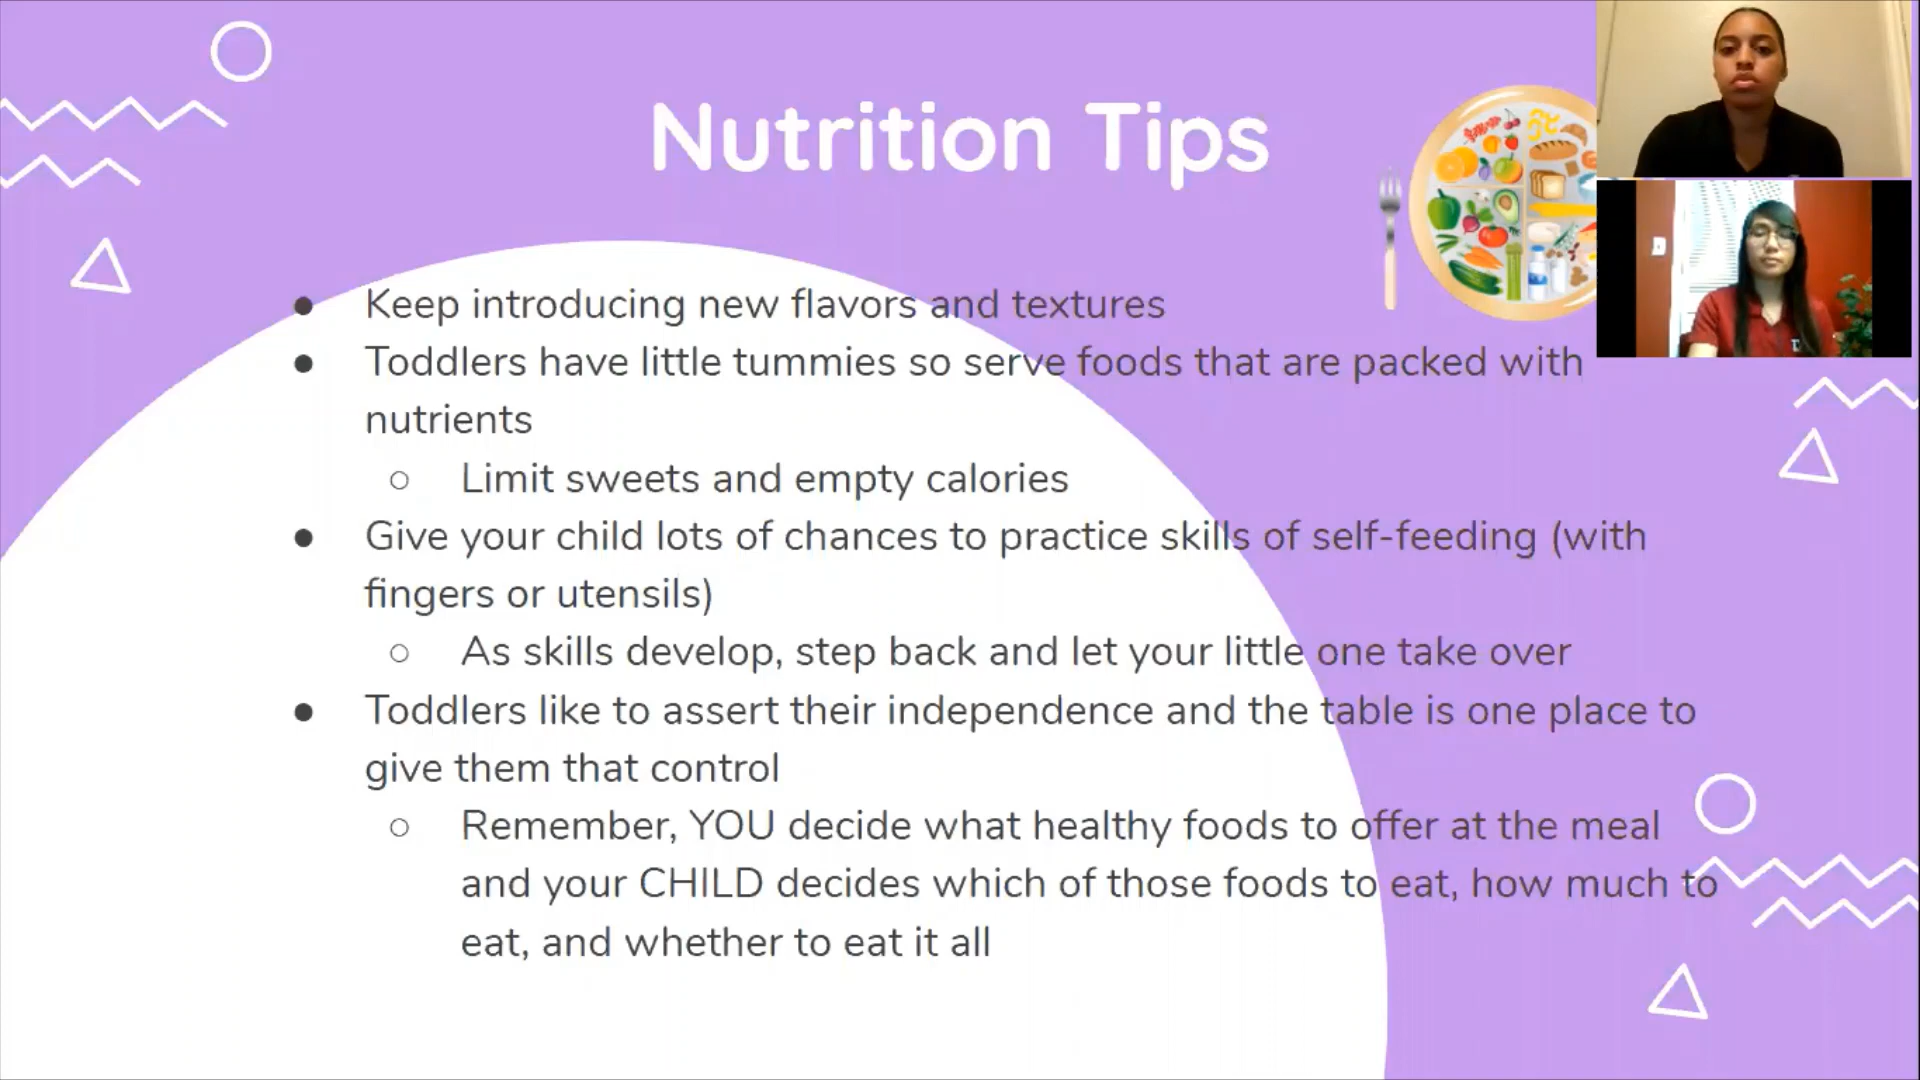 Nutrition Tips
● Keep introducing new flavors and textures
● Toddlers have little tummies so serve foods that are packed with
nutrients
○ Limit sweets and empty calories
● Give your child lots of chances to practice skills of self-feeding (with
fingers or utensils)
○ As skills develop, step back and let your little one take over
● Toddlers like to assert their independence and the table is one place to
give them that control
○ Remember, YOU decide what healthy foods to offer at the meal
and your CHILD decides which of those foods to eat, how much to
eat, and whether to eat it all